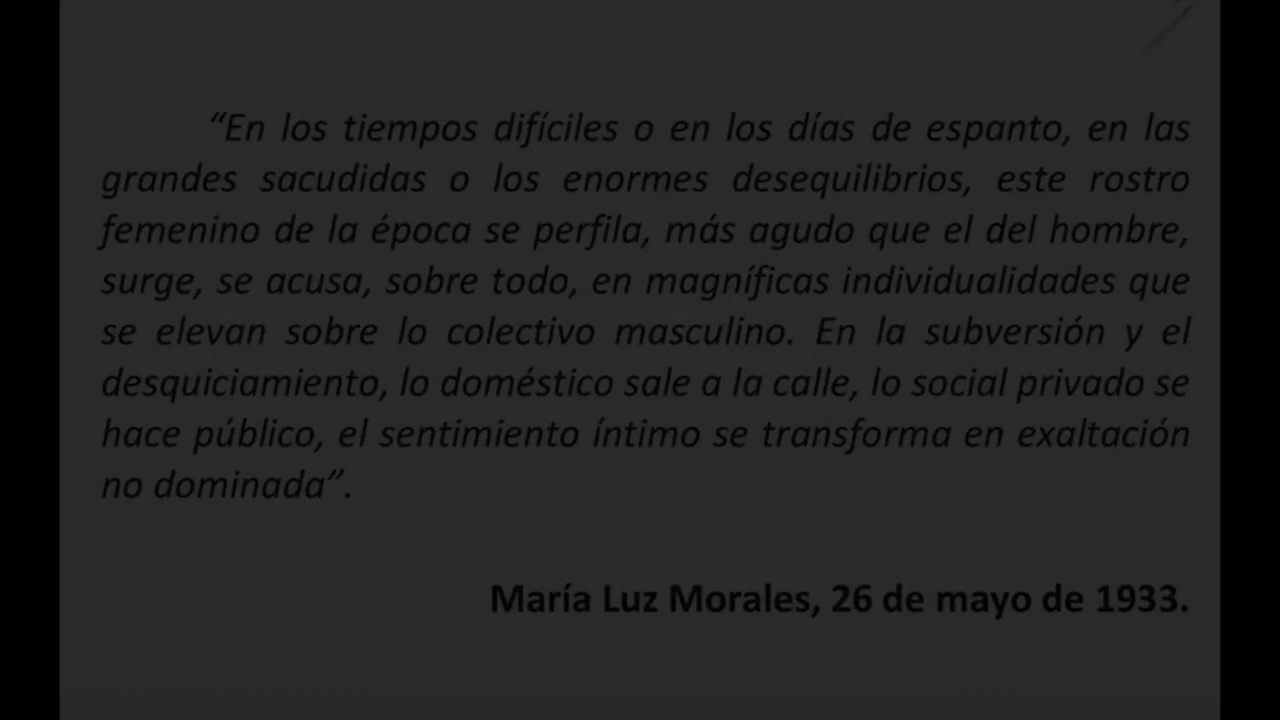 “En los tiempos difíciles o en los días de espanto, en las
grandes sacudidas o los enormes desequilibrios, este rostro
femenino de la época se perfila, más agudo que el del hombre,
surge, se acusa, sobre todo, en magníficas individualidades que
se elevan sobre lo colectivo masculino. En la subversión y el
desquiciamiento, lo doméstico sale a la calle, lo social privado se
hace público, el sentimiento íntimo se transforma en exaltación
no dominada”.
María Luz Morales, 26 de mayo de 1933.